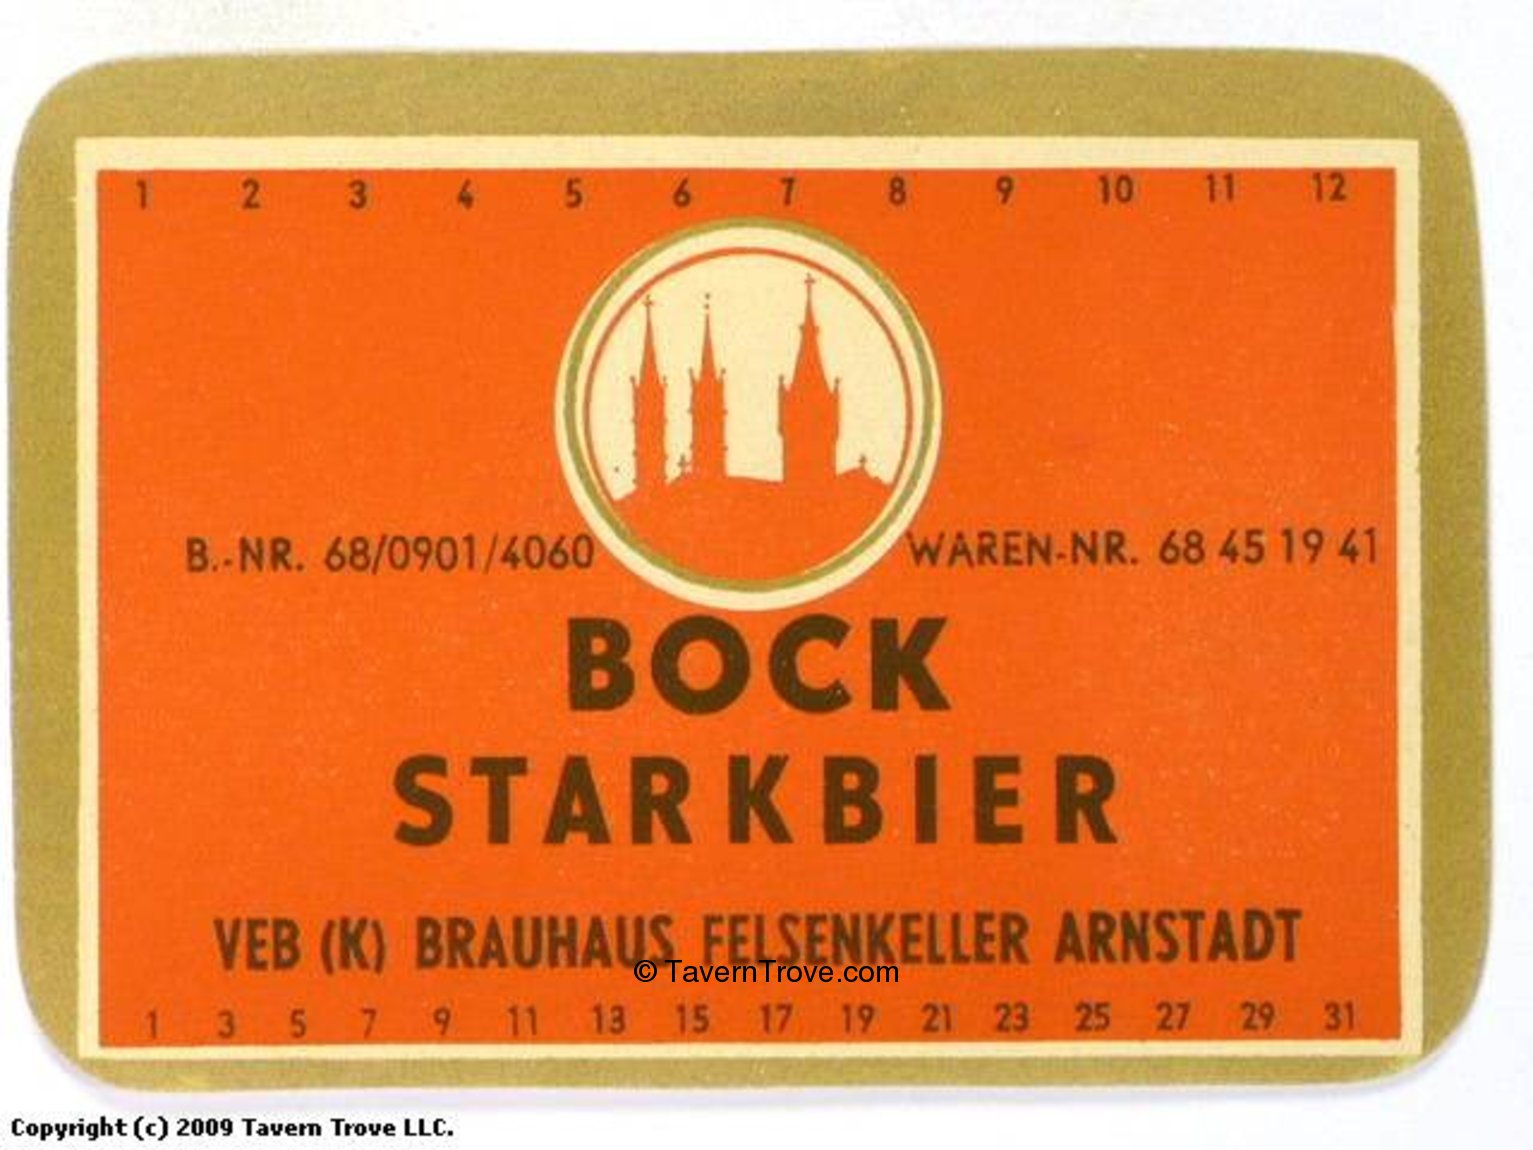 1 2 3 4 5 6 7 8 9 10 11 12
B.-NR. 68/0901/4060 WAREN-NR. 68 45 19 41
BOCK
STARKBIER
VEB (K) BRAUHAUS FELSENKELLER ARNSTADT
© TavernTrove.com
1 3 5 7 9 11 13 15 17 19 21 23 25 27 29 31
Copyright (c) 2009 Tavern Trove LLC.